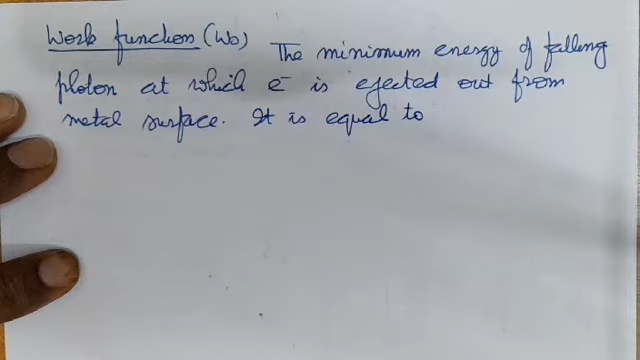 Work function (W₀) The minimum energy of falling
photon at which e⁻ is ejected out from
metal surface. It is equal to